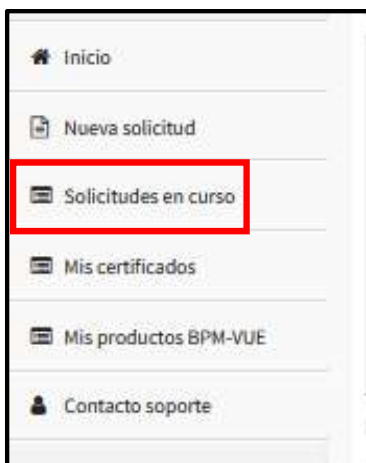 Inicio
Nueva solicitud
Solicitudes en curso
Mis certificados
Mis productos BPM-VUE
Contacto soporte